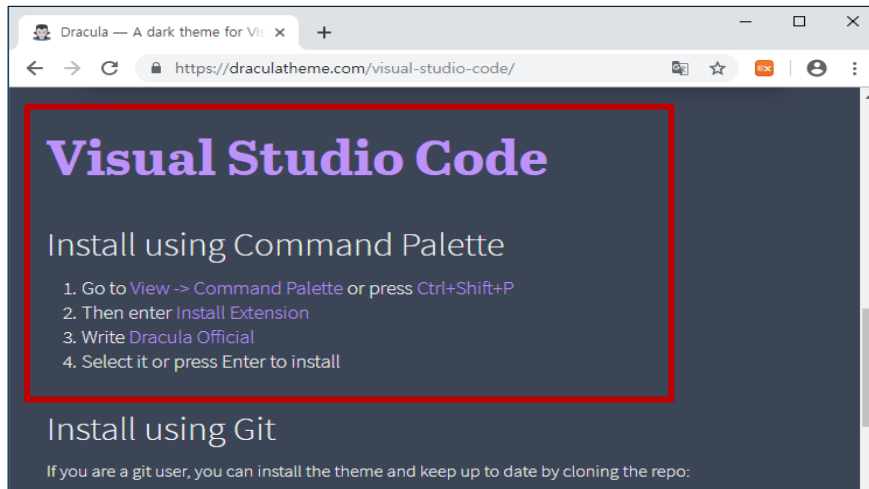 Dracula — A dark theme for Vis
https://draculatheme.com/visual-studio-code/
Visual Studio Code
Install using Command Palette
1. Go to View -> Command Palette or press Ctrl+Shift+P
2. Then enter Install Extension
3. Write Dracula Official
4. Select it or press Enter to install
Install using Git
If you are a git user, you can install the theme and keep up to date by cloning the repo: